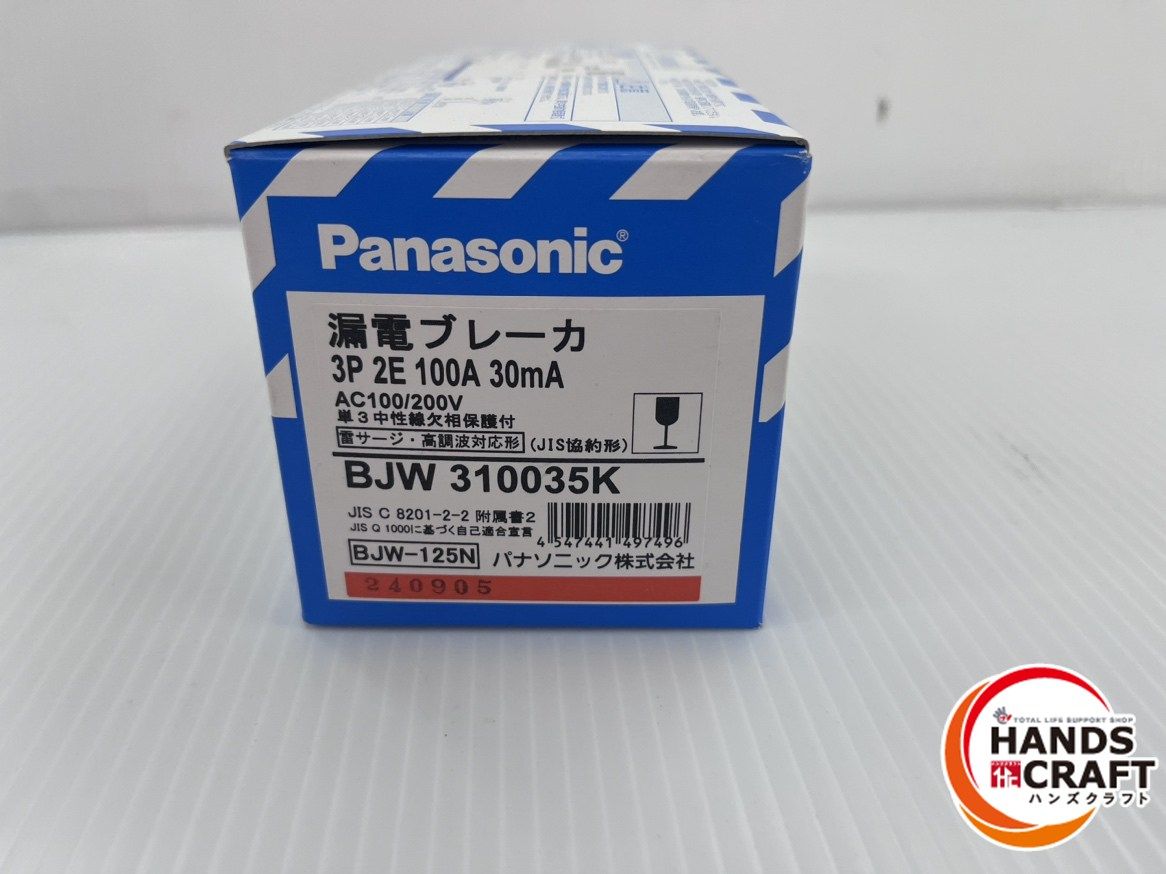 Panasonic®
漏電ブレーカ
3P 2E 100A 30mA
AC100/200V
単3中性線欠相保護付
雷サージ・高調波対応形 (JIS協約形)
BJW 310035K
JIS C 8201-2-2 附属書2
JIS Q 1000に基づく自己適合宣言
4 547441 497496
BJW-125N パナソニック株式会社
240905
TOTAL LIFE SUPPORT SHOP
HANDS
CRAFT
ハンズクラフト